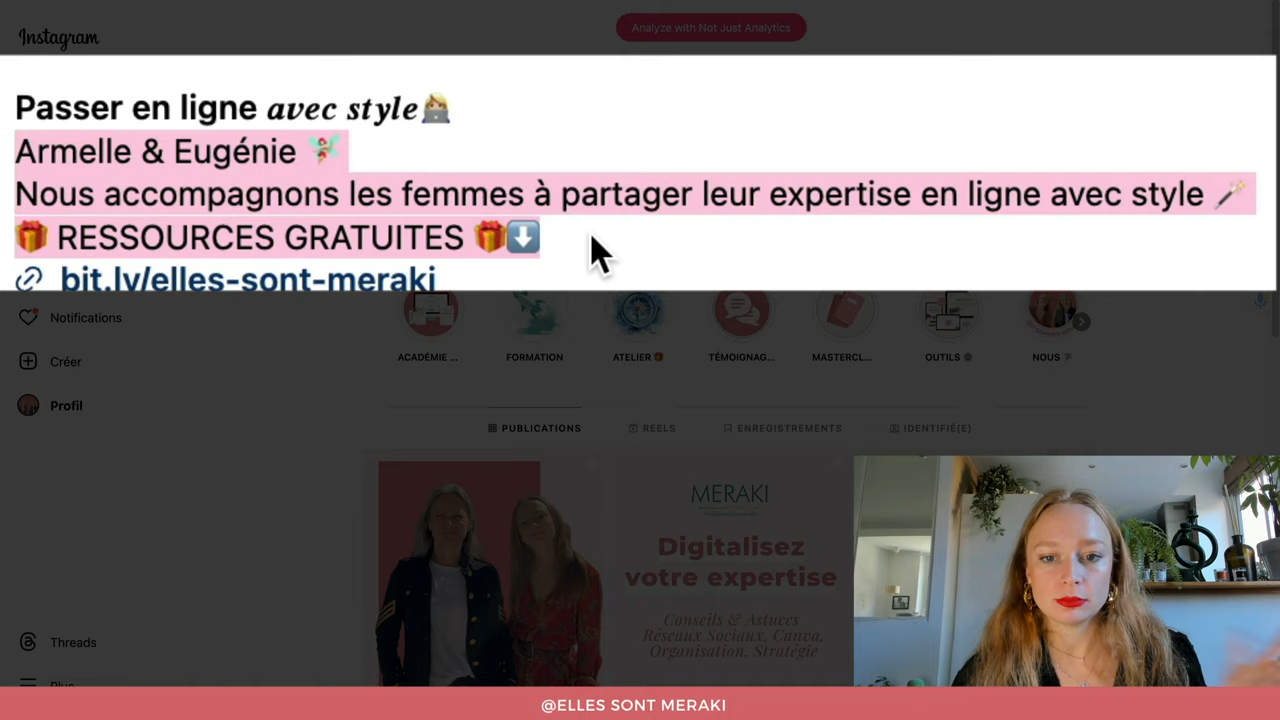 Instagram
Analyze with Not Just Analytics
Passer en ligne avec style👩🏼‍💻
Armelle & Eugénie 🧚🏻‍♀️
Nous accompagnons les femmes à partager leur expertise en ligne avec style 🪄
🎁 RESSOURCES GRATUITES 🎁⬇️
bit.ly/elles-sont-meraki
Notifications
Créer
Profil
ACADÉMIE ...
FORMATION
ATELIER 🎁
TÉMOIGNAG...
MASTERCL...
OUTILS
NOUS
PUBLICATIONS
REELS
ENREGISTREMENTS
IDENTIFIÉ(E)
MERAKI
Digitalisez
votre expertise
Conseils & Astuces
Réseaux Sociaux, Canva,
Organisation, Stratégie
Threads
Plus
@ELLES SONT MERAKI